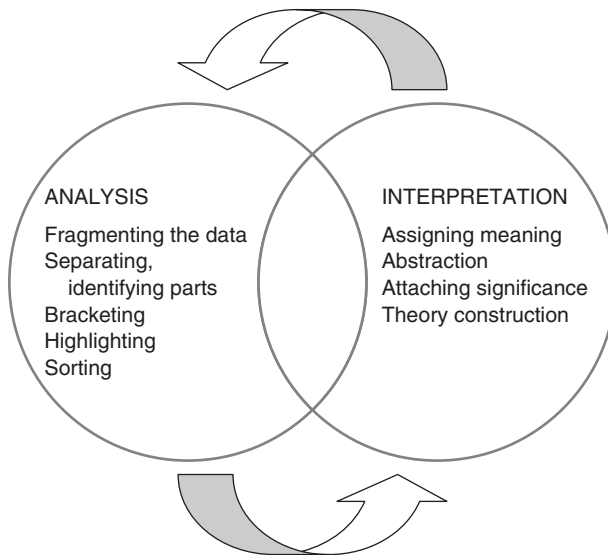 ANALYSIS
Fragmenting the data
Separating,
identifying parts
Bracketing
Highlighting
Sorting
INTERPRETATION
Assigning meaning
Abstraction
Attaching significance
Theory construction